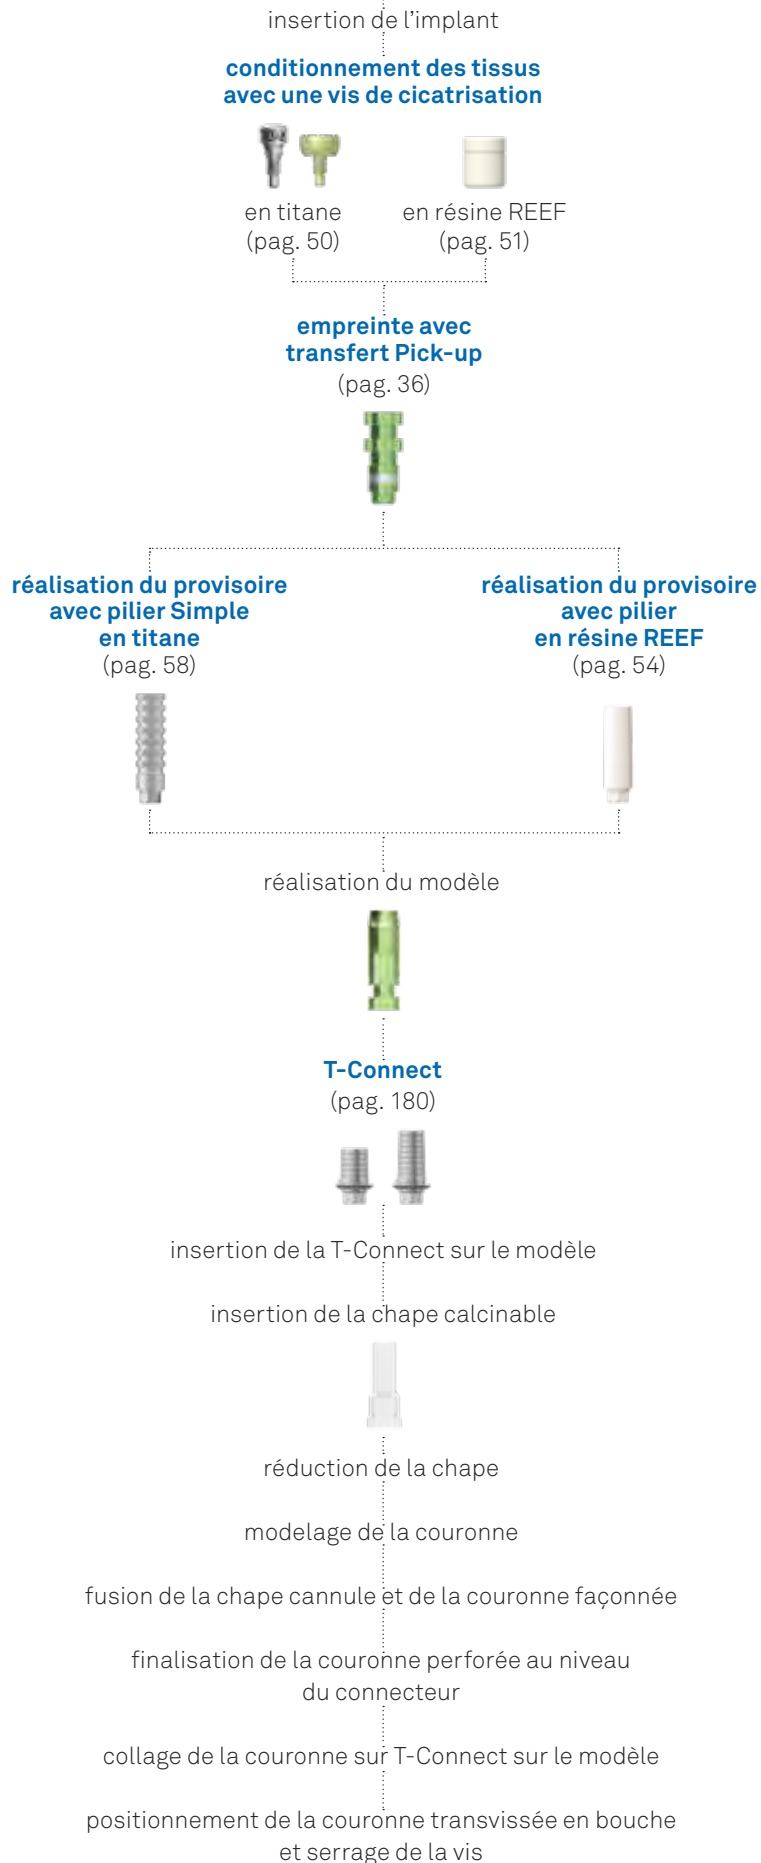 insertion de l’implant
conditionnement des tissus
avec une vis de cicatrisation
en titane
(pag. 50)
en résine REEF
(pag. 51)
empreinte avec
transfert Pick-up
(pag. 36)
réalisation du provisoire
avec pilier Simple
en titane
(pag. 58)
réalisation du provisoire
avec pilier
en résine REEF
(pag. 54)
réalisation du modèle
T-Connect
(pag. 180)
insertion de la T-Connect sur le modèle
insertion de la chape calcinable
réduction de la chape
modelage de la couronne
fusion de la chape cannule et de la couronne façonnée
finalisation de la couronne perforée au niveau
du connecteur
collage de la couronne sur T-Connect sur le modèle
positionnement de la couronne transvissée en bouche
et serrage de la vis